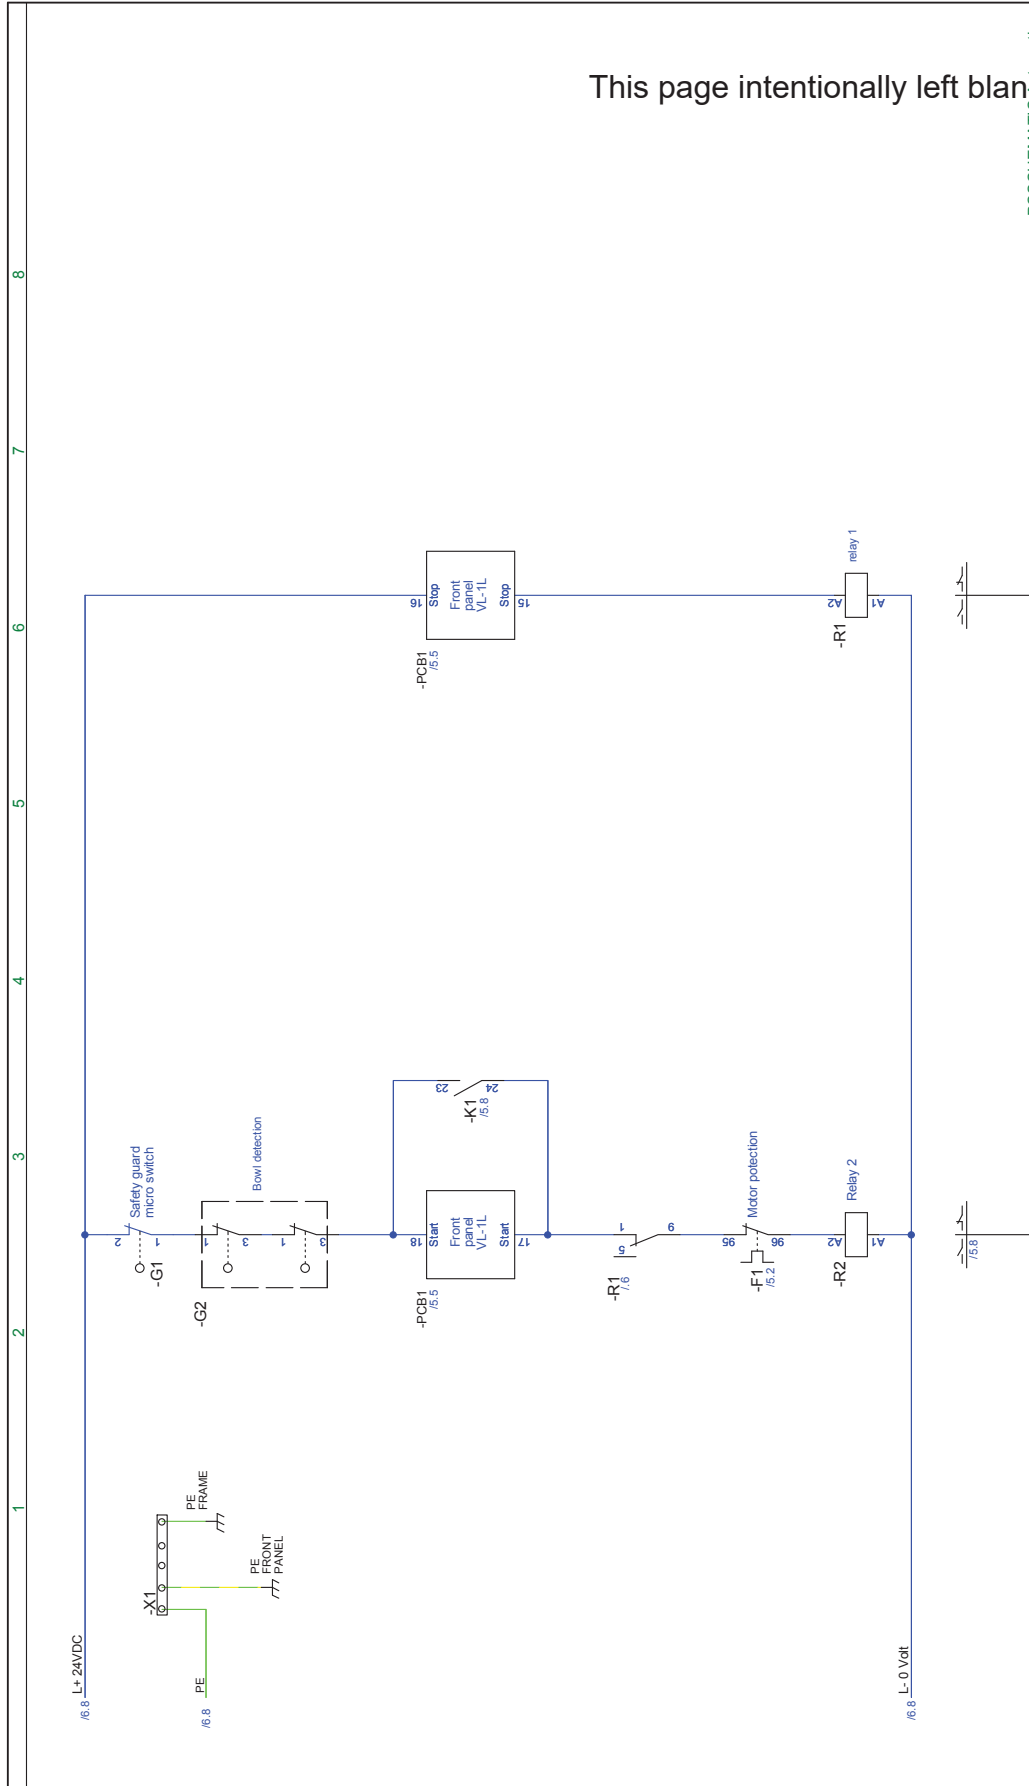 This page intentionally left blan
8
7
6
5
4
3
2
1
relay 1
16
Stop
Front
panel
VL-1L
Stop
15
-PCB1
/5.5
A2
A1
-R1
Safety guard
micro switch
2
1
-G1
Bowl detection
1
3
1
3
-G2
23
24
-K1
/5.8
18
Start
Front
panel
VL-1L
Start
17
-PCB1
/5.5
1
5
9
-R1
/.6
Motor potection
95
96
-F1
/5.2
Relay 2
A2
A1
-R2
/5.8
PE
FRAME
PE
FRONT
PANEL
-X1
L+ 24VDC
/6.8
PE
/6.8
L- 0 Volt
/6.8